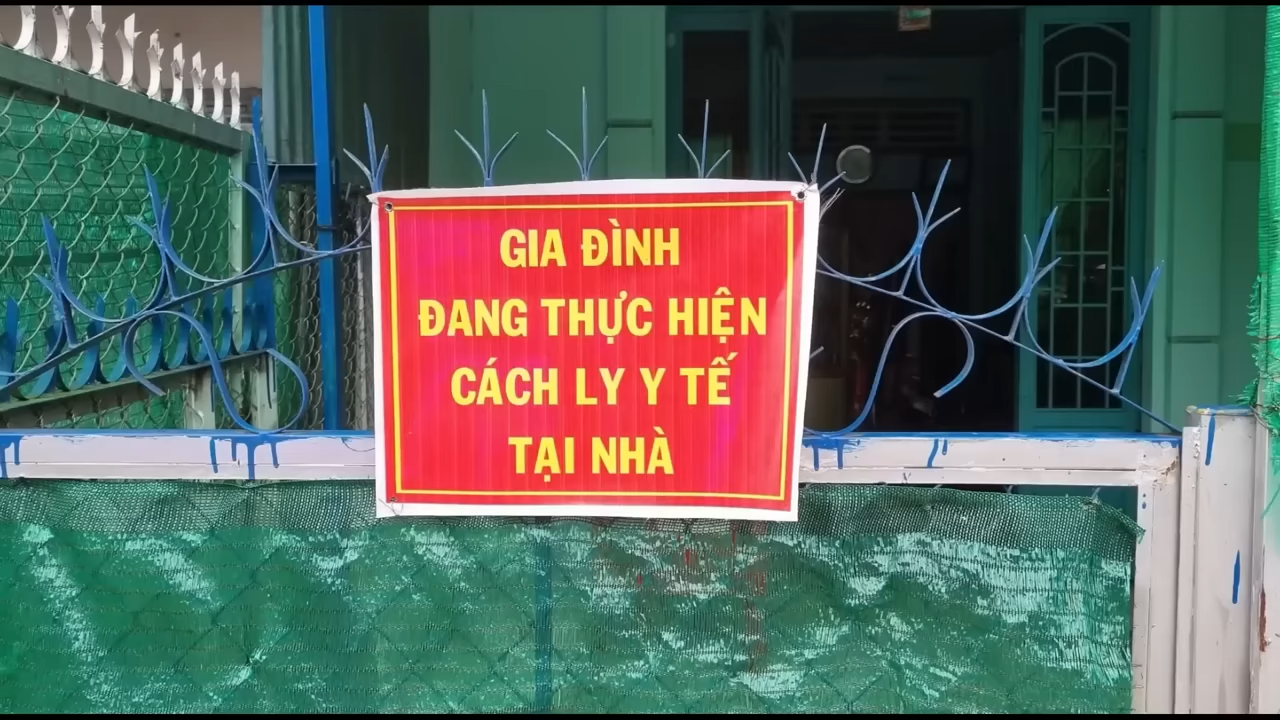 GIA ĐÌNH
ĐANG THỰC HIỆN
CÁCH LY Y TẾ
TẠI NHÀ